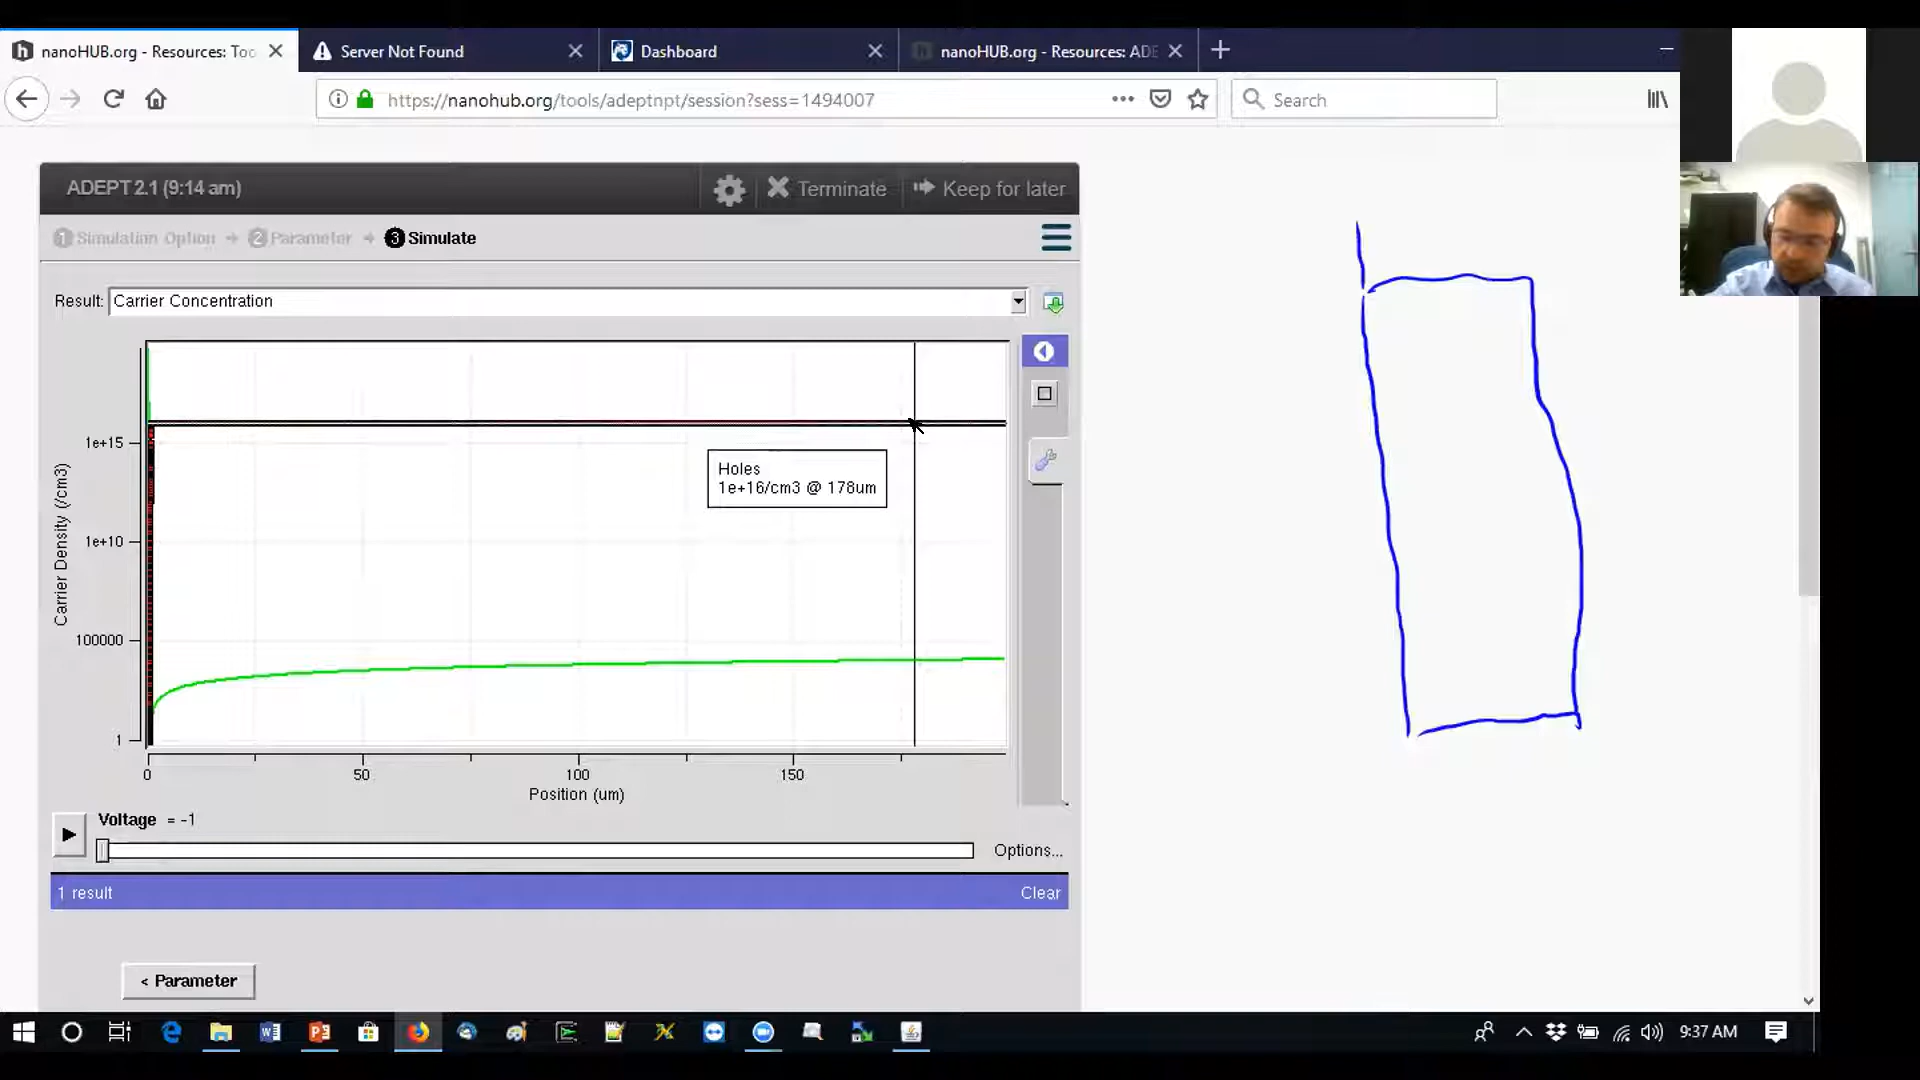 nanoHUB.org - Resources: Too
Server Not Found
Dashboard
nanoHUB.org - Resources: ADE
https://nanohub.org/tools/adeptnpt/session?sess=1494007
Search
ADEPT 2.1 (9:14 am)
Terminate
Keep for later
1 Simulation Option → 2 Parameter → 3 Simulate
Result: Carrier Concentration
Carrier Density (/cm3)
1e+15
1e+10
100000
1
Holes
1e+16/cm3 @ 178um
0 50 100 150
Position (um)
Voltage = -1
Options...
1 result
Clear
< Parameter
9:37 AM